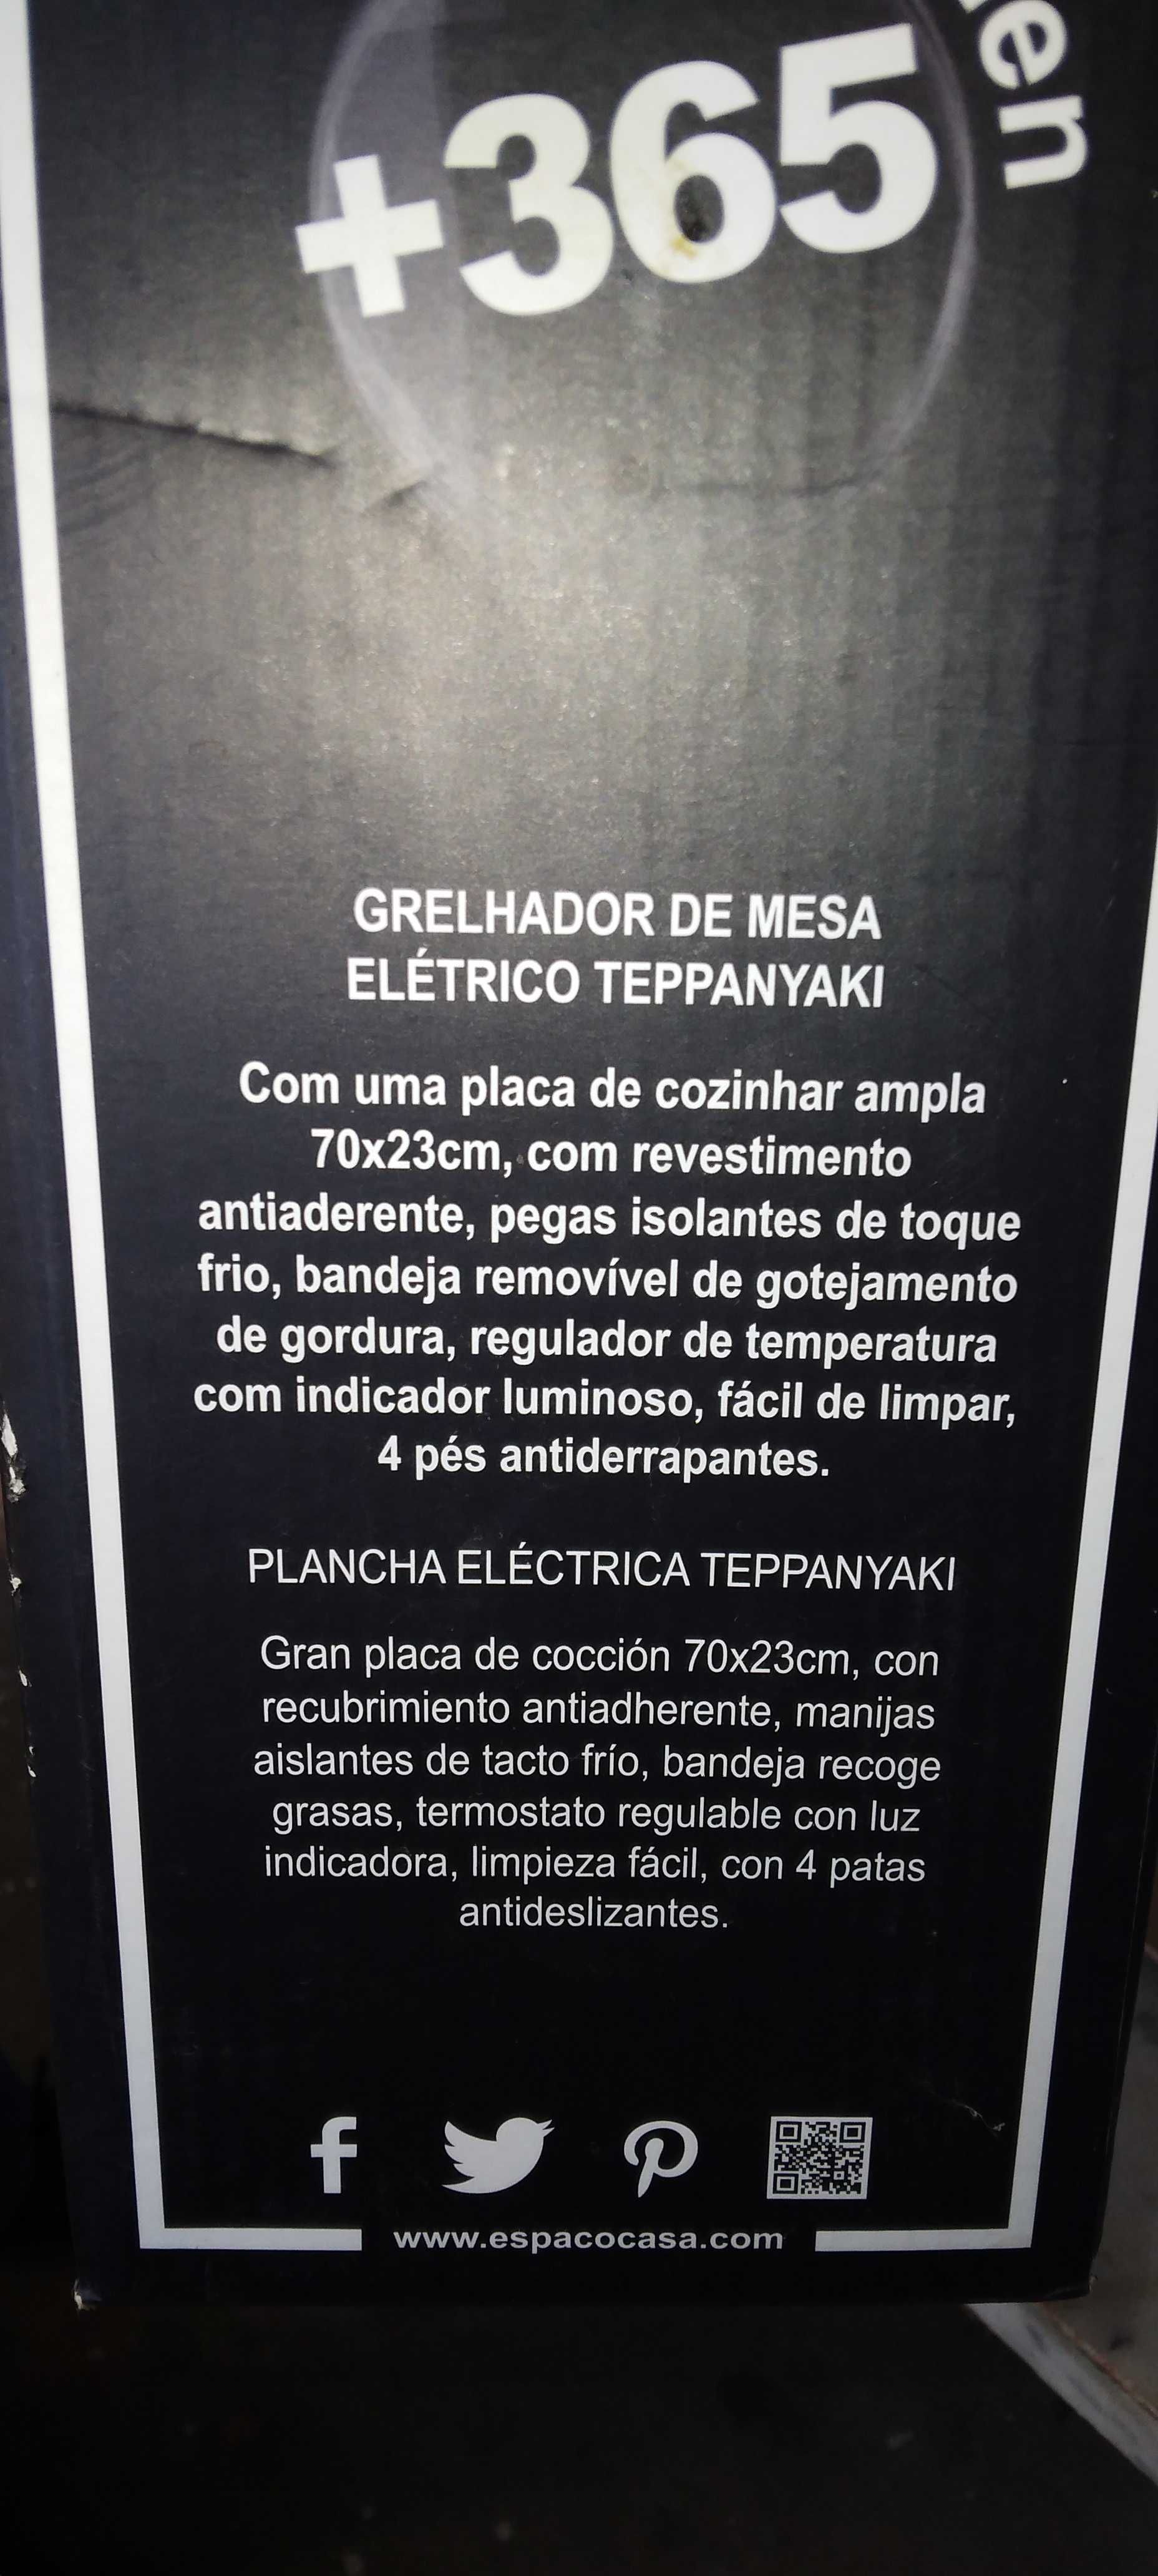 +365
GRELHADOR DE MESA
ELÉTRICO TEPPANYAKI
Com uma placa de cozinhar ampla
70x23cm, com revestimento
antiaderente, pegas isolantes de toque
frio, bandeja removível de gotejamento
de gordura, regulador de temperatura
com indicador luminoso, fácil de limpar,
4 pés antiderrapantes.
PLANCHA ELÉCTRICA TEPPANYAKI
Gran placa de cocción 70x23cm, con
recubrimiento antiadherente, manijas
aislantes de tacto frío, bandeja recoge
grasas, termostato regulable con luz
indicadora, limpieza fácil, con 4 patas
antideslizantes.
www.espacocasa.com